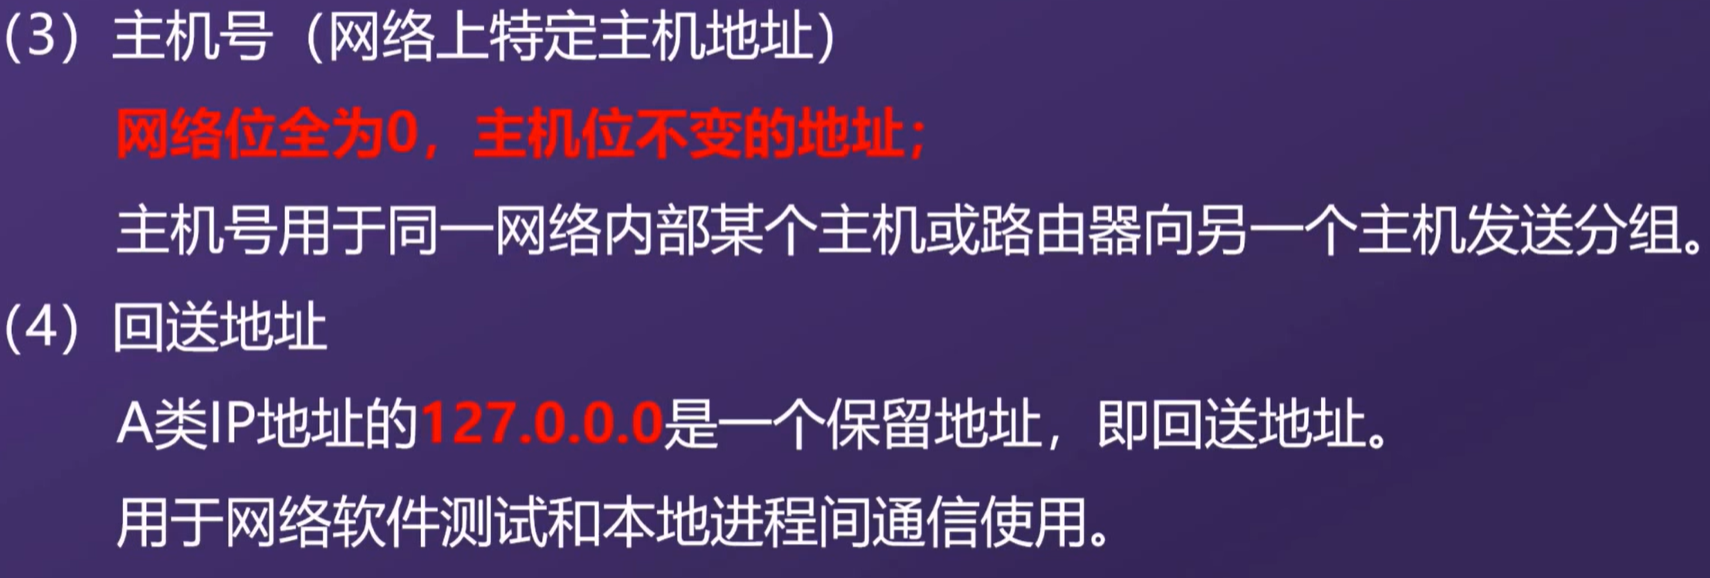 （3）主机号（网络上特定主机地址）
网络位全为0，主机位不变的地址；
主机号用于同一网络内部某个主机或路由器向另一个主机发送分组。
（4）回送地址
A类IP地址的127.0.0.0是一个保留地址，即回送地址。
用于网络软件测试和本地进程间通信使用。